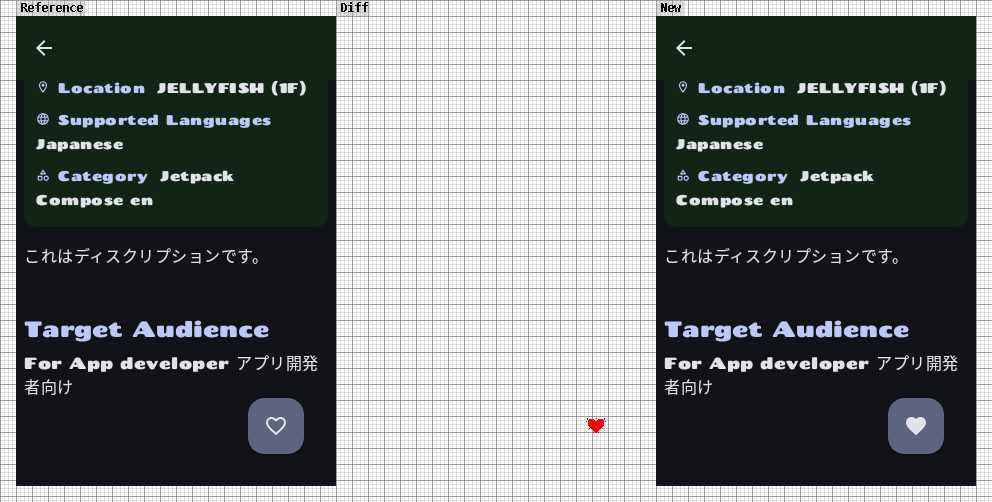 Reference
Diff
New
Location JELLYFISH (1F)
Supported Languages
Japanese
Category Jetpack
Compose en
これはディスクリプションです。
Target Audience
For App developer アプリ開発
者向け
Location JELLYFISH (1F)
Supported Languages
Japanese
Category Jetpack
Compose en
これはディスクリプションです。
Target Audience
For App developer アプリ開発
者向け